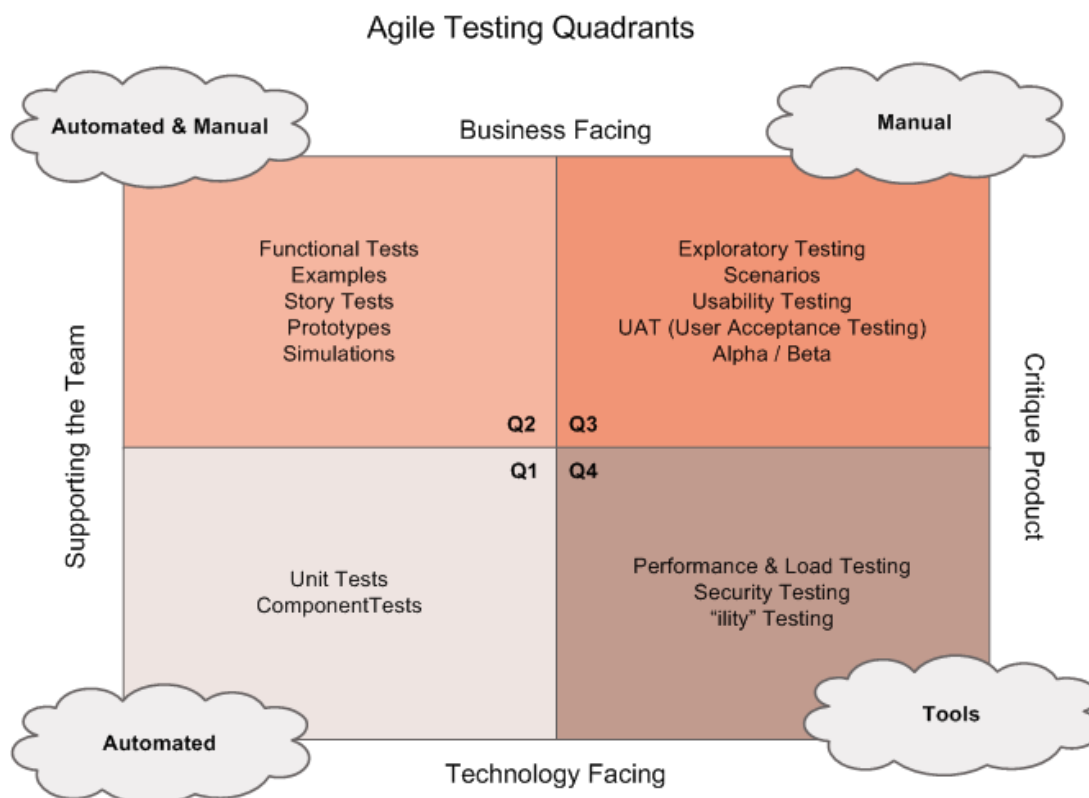 Agile Testing Quadrants
Automated & Manual
Business Facing
Manual
Functional Tests
Examples
Story Tests
Prototypes
Simulations
Exploratory Testing
Scenarios
Usability Testing
UAT (User Acceptance Testing)
Alpha / Beta
Supporting the Team
Critique Product
Q2
Q3
Q1
Q4
Unit Tests
ComponentTests
Performance & Load Testing
Security Testing
“ility” Testing
Automated
Technology Facing
Tools